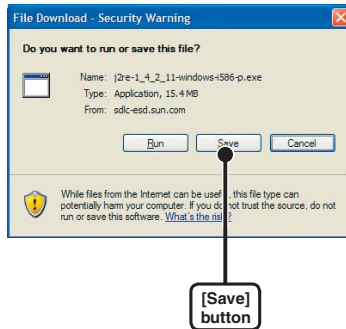 File Download - Security Warning
Do you want to run or save this file?
Name: j2re-1_4_2_11-windows-i586-p.exe
Type: Application, 15.4 MB
From: sdlc-esd.sun.com
Run Save Cancel
While files from the Internet can be useful, this file type can
potentially harm your computer. If you do not trust the source, do not
run or save this software. What's the risk?
[Save]
button